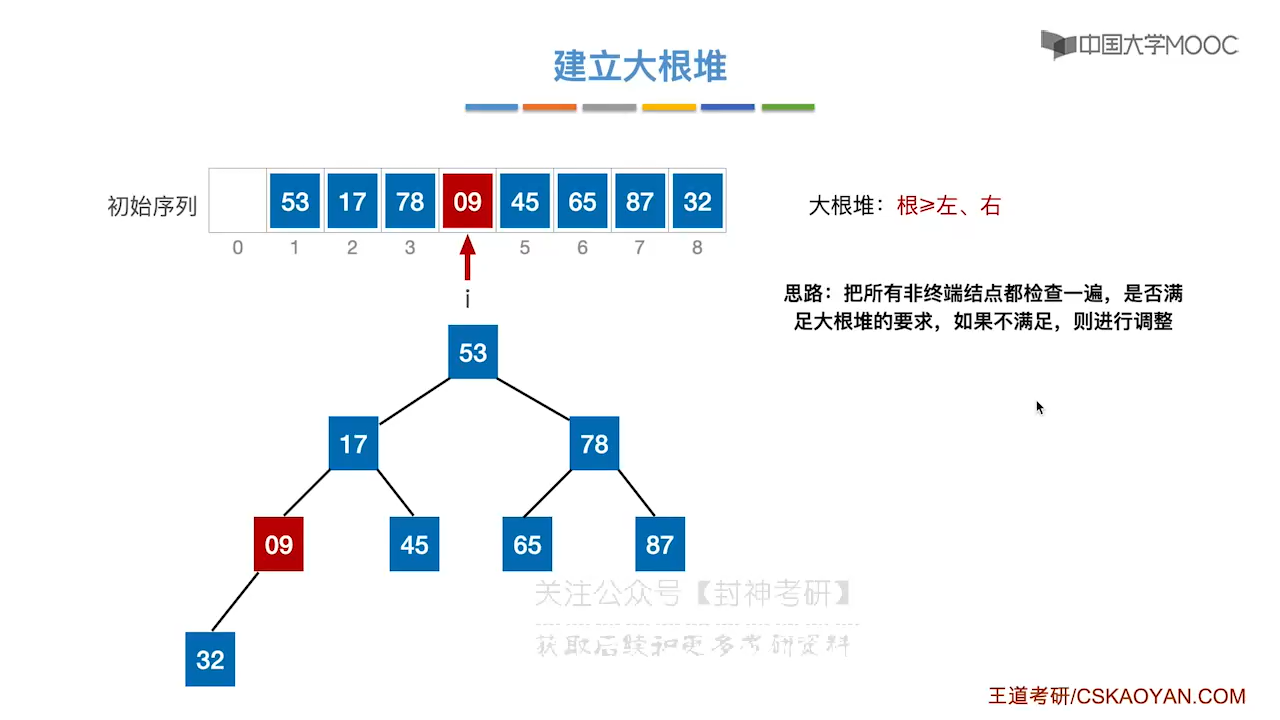 中国大学MOOC
建立大根堆
初始序列 53 17 78 09 45 65 87 32
0 1 2 3 5 6 7 8
i
大根堆：根≥左、右
思路：把所有非终端结点都检查一遍，是否满
足大根堆的要求，如果不满足，则进行调整
53
17 78
09 45 65 87
32
关注公众号【封神考研】
获取后续和更多考研资料
王道考研/CSKAOYAN.COM